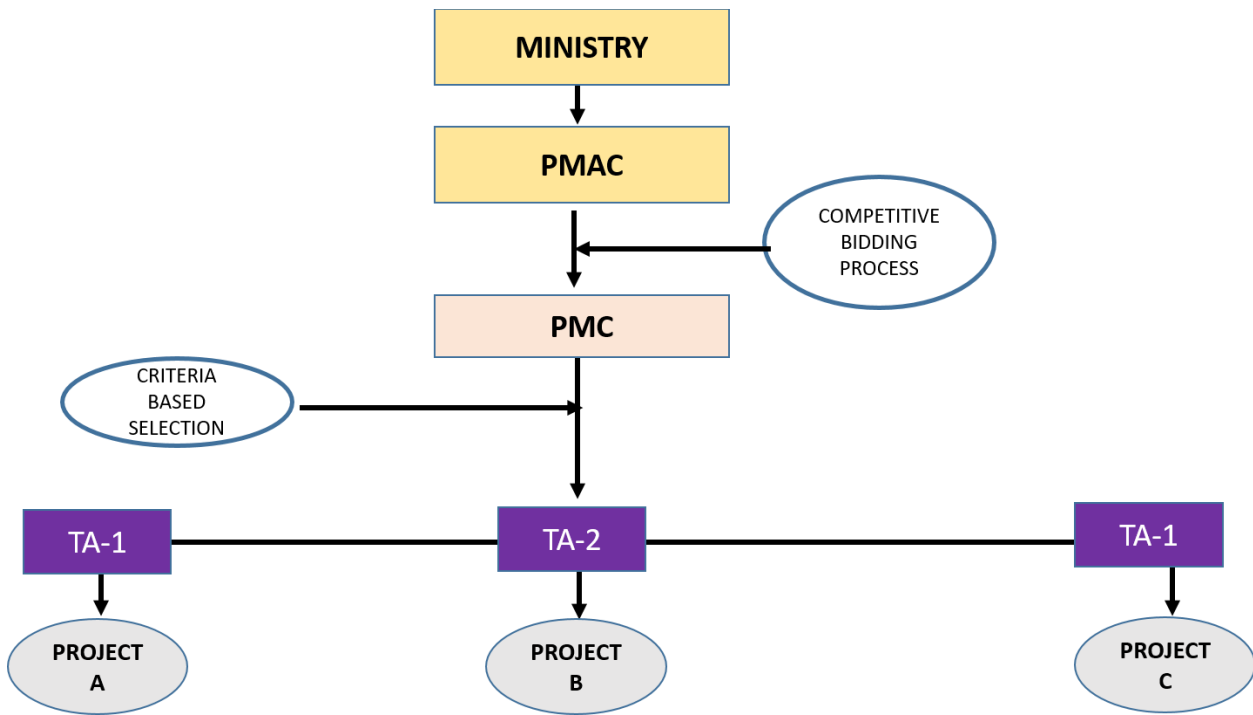 MINISTRY
PMAC
COMPETITIVE
BIDDING
PROCESS
PMC
CRITERIA
BASED
SELECTION
TA-1
TA-2
TA-1
PROJECT
A
PROJECT
B
PROJECT
C